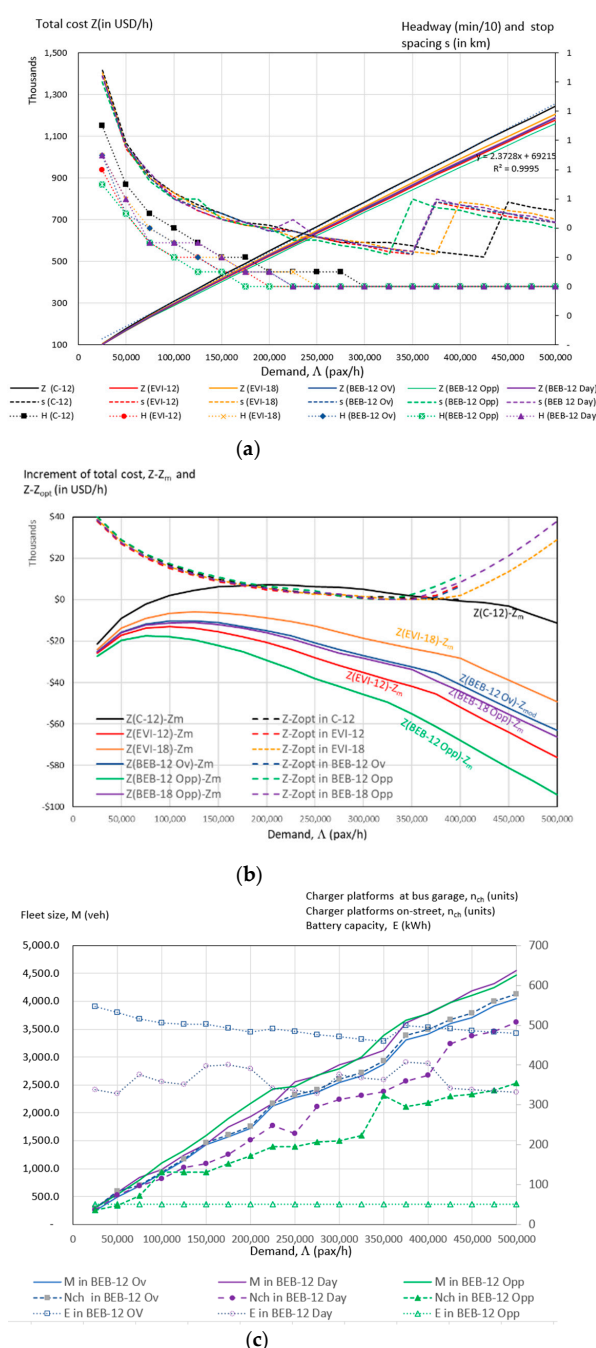 (a)
Total cost Z(in USD/h)
Headway (min/10) and stop
spacing s (in km)
Thousands
1,500
1,300
1,100
900
700
500
300
100
1
1
1
1
1
1
0
0
0
0
-
y = 2.3728x + 69215
R² = 0.9995
- 50,000 100,000 150,000 200,000 250,000 300,000 350,000 400,000 450,000 500,000
Demand, Λ (pax/h)
Z (C-12) Z (EVI-12) Z (EVI-18) Z (BEB-12 Ov) Z (BEB-12 Opp) Z (BEB-12 Day)
s (C-12) s (EVI-12) s (EVI-18) s (BEB-12 Ov) s (BEB-12 Opp) s (BEB-12 Day)
H (C-12) H (EVI-12) H (EVI-18) H (BEB-12 Ov) H(BEB-12 Opp) H (BEB-12 Day)
(a)
Increment of total cost, Z-Zm and
Z-Zopt (in USD/h)
Thousands
$40
$20
$0
-$20
-$40
-$60
-$80
-$100
Z(C-12)-Zm
Z(EVI-18)-Zm
Z(BEB-12 Ov)-Zmod
Z(EVI-12)-Zm
Z(BEB-18 Opp)-Zm
Z(BEB-12 Opp)-Zm
Z(C-12)-Zm Z-Zopt in C-12
Z(EVI-12)-Zm Z-Zopt in EVI-12
Z(EVI-18)-Zm Z-Zopt in EVI-18
Z(BEB-12 Ov)-Zm Z-Zopt in BEB-12 Ov
Z(BEB-12 Opp)-Zm Z-Zopt in BEB-12 Opp
Z(BEB-18 Opp)-Zm Z-Zopt in BEB-18 Opp
- 50,000 100,000 150,000 200,000 250,000 300,000 350,000 400,000 450,000 500,000
Demand, Λ (pax/h)
(b)
Charger platforms at bus garage, nch (units)
Charger platforms on-street, nch (units)
Fleet size, M (veh)
Battery capacity, E (kWh)
5,000.0
4,500.0
4,000.0
3,500.0
3,000.0
2,500.0
2,000.0
1,500.0
1,000.0
500.0
-
700
600
500
400
300
200
100
0
- 50,000 100,000 150,000 200,000 250,000 300,000 350,000 400,000 450,000 500,000
Demand, Λ (pax/h)
M in BEB-12 Ov M in BEB-12 Day M in BEB-12 Opp
Nch in BEB-12 Ov Nch in BEB-12 Day Nch in BEB-12 Opp
E in BEB-12 OV E in BEB-12 Day E in BEB-12 Opp
(c)